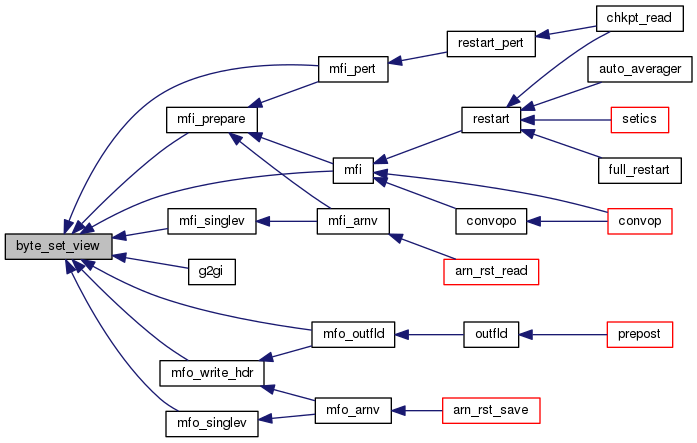 chkpt_read
restart_pert
mfi_pert
auto_averager
mfi_prepare
restart
setics
mfi
full_restart
mfi_singlev
mfi_arnv
convopo
convop
byte_set_view
g2gi
arn_rst_read
mfo_outfld
outfld
prepost
mfo_write_hdr
mfo_arnv
arn_rst_save
mfo_singlev